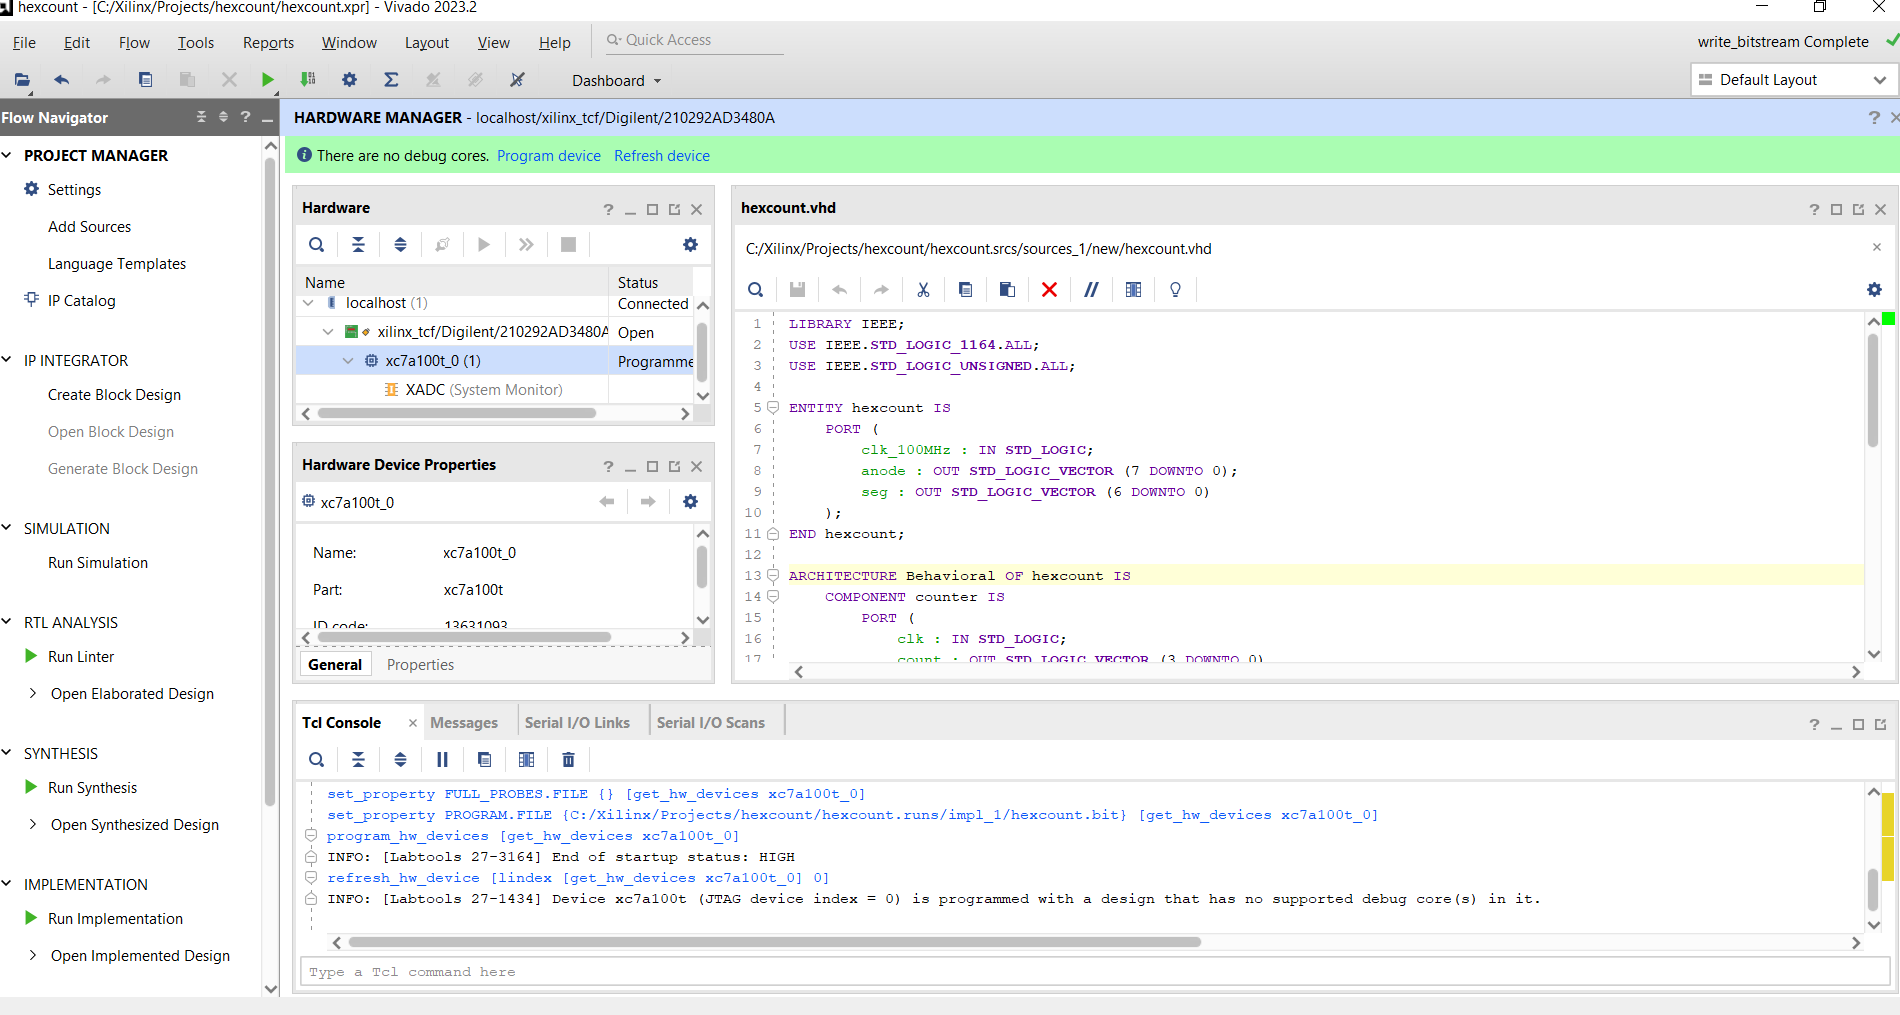 hexcount - [C:/Xilinx/Projects/hexcount/hexcount.xpr] - Vivado 2023.2
File Edit Flow Tools Reports Window Layout View Help Quick Access
write_bitstream Complete
Dashboard
Default Layout
Flow Navigator
PROJECT MANAGER
Settings
Add Sources
Language Templates
IP Catalog
IP INTEGRATOR
Create Block Design
Open Block Design
Generate Block Design
SIMULATION
Run Simulation
RTL ANALYSIS
Run Linter
Open Elaborated Design
SYNTHESIS
Run Synthesis
Open Synthesized Design
IMPLEMENTATION
Run Implementation
Open Implemented Design
HARDWARE MANAGER - localhost/xilinx_tcf/Digilent/210292AD3480A
There are no debug cores. Program device Refresh device
Hardware
Name Status
localhost (1) Connected
xilinx_tcf/Digilent/210292AD3480A Open
xc7a100t_0 (1) Programme
XADC (System Monitor)
Hardware Device Properties
xc7a100t_0
Name: xc7a100t_0
Part: xc7a100t
ID code: 13631093
General Properties
hexcount.vhd
C:/Xilinx/Projects/hexcount/hexcount.srcs/sources_1/new/hexcount.vhd
1 LIBRARY IEEE;
2 USE IEEE.STD_LOGIC_1164.ALL;
3 USE IEEE.STD_LOGIC_UNSIGNED.ALL;
4
5 ENTITY hexcount IS
6 PORT (
7 clk_100MHz : IN STD_LOGIC;
8 anode : OUT STD_LOGIC_VECTOR (7 DOWNTO 0);
9 seg : OUT STD_LOGIC_VECTOR (6 DOWNTO 0)
10 );
11 END hexcount;
12
13 ARCHITECTURE Behavioral OF hexcount IS
14 COMPONENT counter IS
15 PORT (
16 clk : IN STD_LOGIC;
17 count : OUT STD_LOGIC_VECTOR (3 DOWNTO 0)
Tcl Console Messages Serial I/O Links Serial I/O Scans
set_property FULL_PROBES.FILE {} [get_hw_devices xc7a100t_0]
set_property PROGRAM.FILE {C:/Xilinx/Projects/hexcount/hexcount.runs/impl_1/hexcount.bit} [get_hw_devices xc7a100t_0]
program_hw_devices [get_hw_devices xc7a100t_0]
INFO: [Labtools 27-3164] End of startup status: HIGH
refresh_hw_device [lindex [get_hw_devices xc7a100t_0] 0]
INFO: [Labtools 27-1434] Device xc7a100t (JTAG device index = 0) is programmed with a design that has no supported debug core(s) in it.
Type a Tcl command here